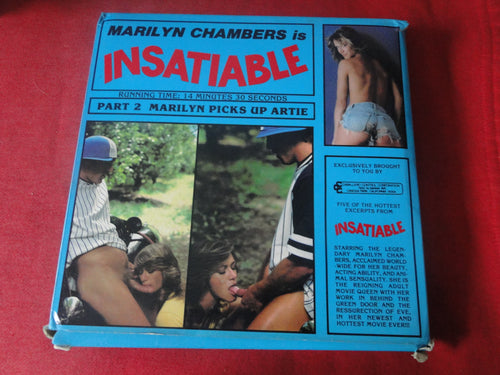 MARILYN CHAMBERS is
INSATIABLE
RUNNING TIME: 14 MINUTES 30 SECONDS
PART 2 MARILYN PICKS UP ARTIE
EXCLUSIVELY BROUGHT
TO YOU BY
FIVE OF THE HOTTEST
EXCERPTS FROM
INSATIABLE
STARRING THE LEGEN-
DARY MARILYN CHAM-
BERS, ACCLAIMED WORLD
-WIDE FOR HER BEAUTY,
ACTING ABILITY, AND ANI-
MAL SENSUALITY. SHE IS
THE REIGNING ADULT
MOVIE QUEEN WITH HER
WORK IN BEHIND THE
GREEN DOOR AND THE
RESSURECTION OF EVE,
IN HER NEWEST AND
HOTTEST MOVIE EVER!!